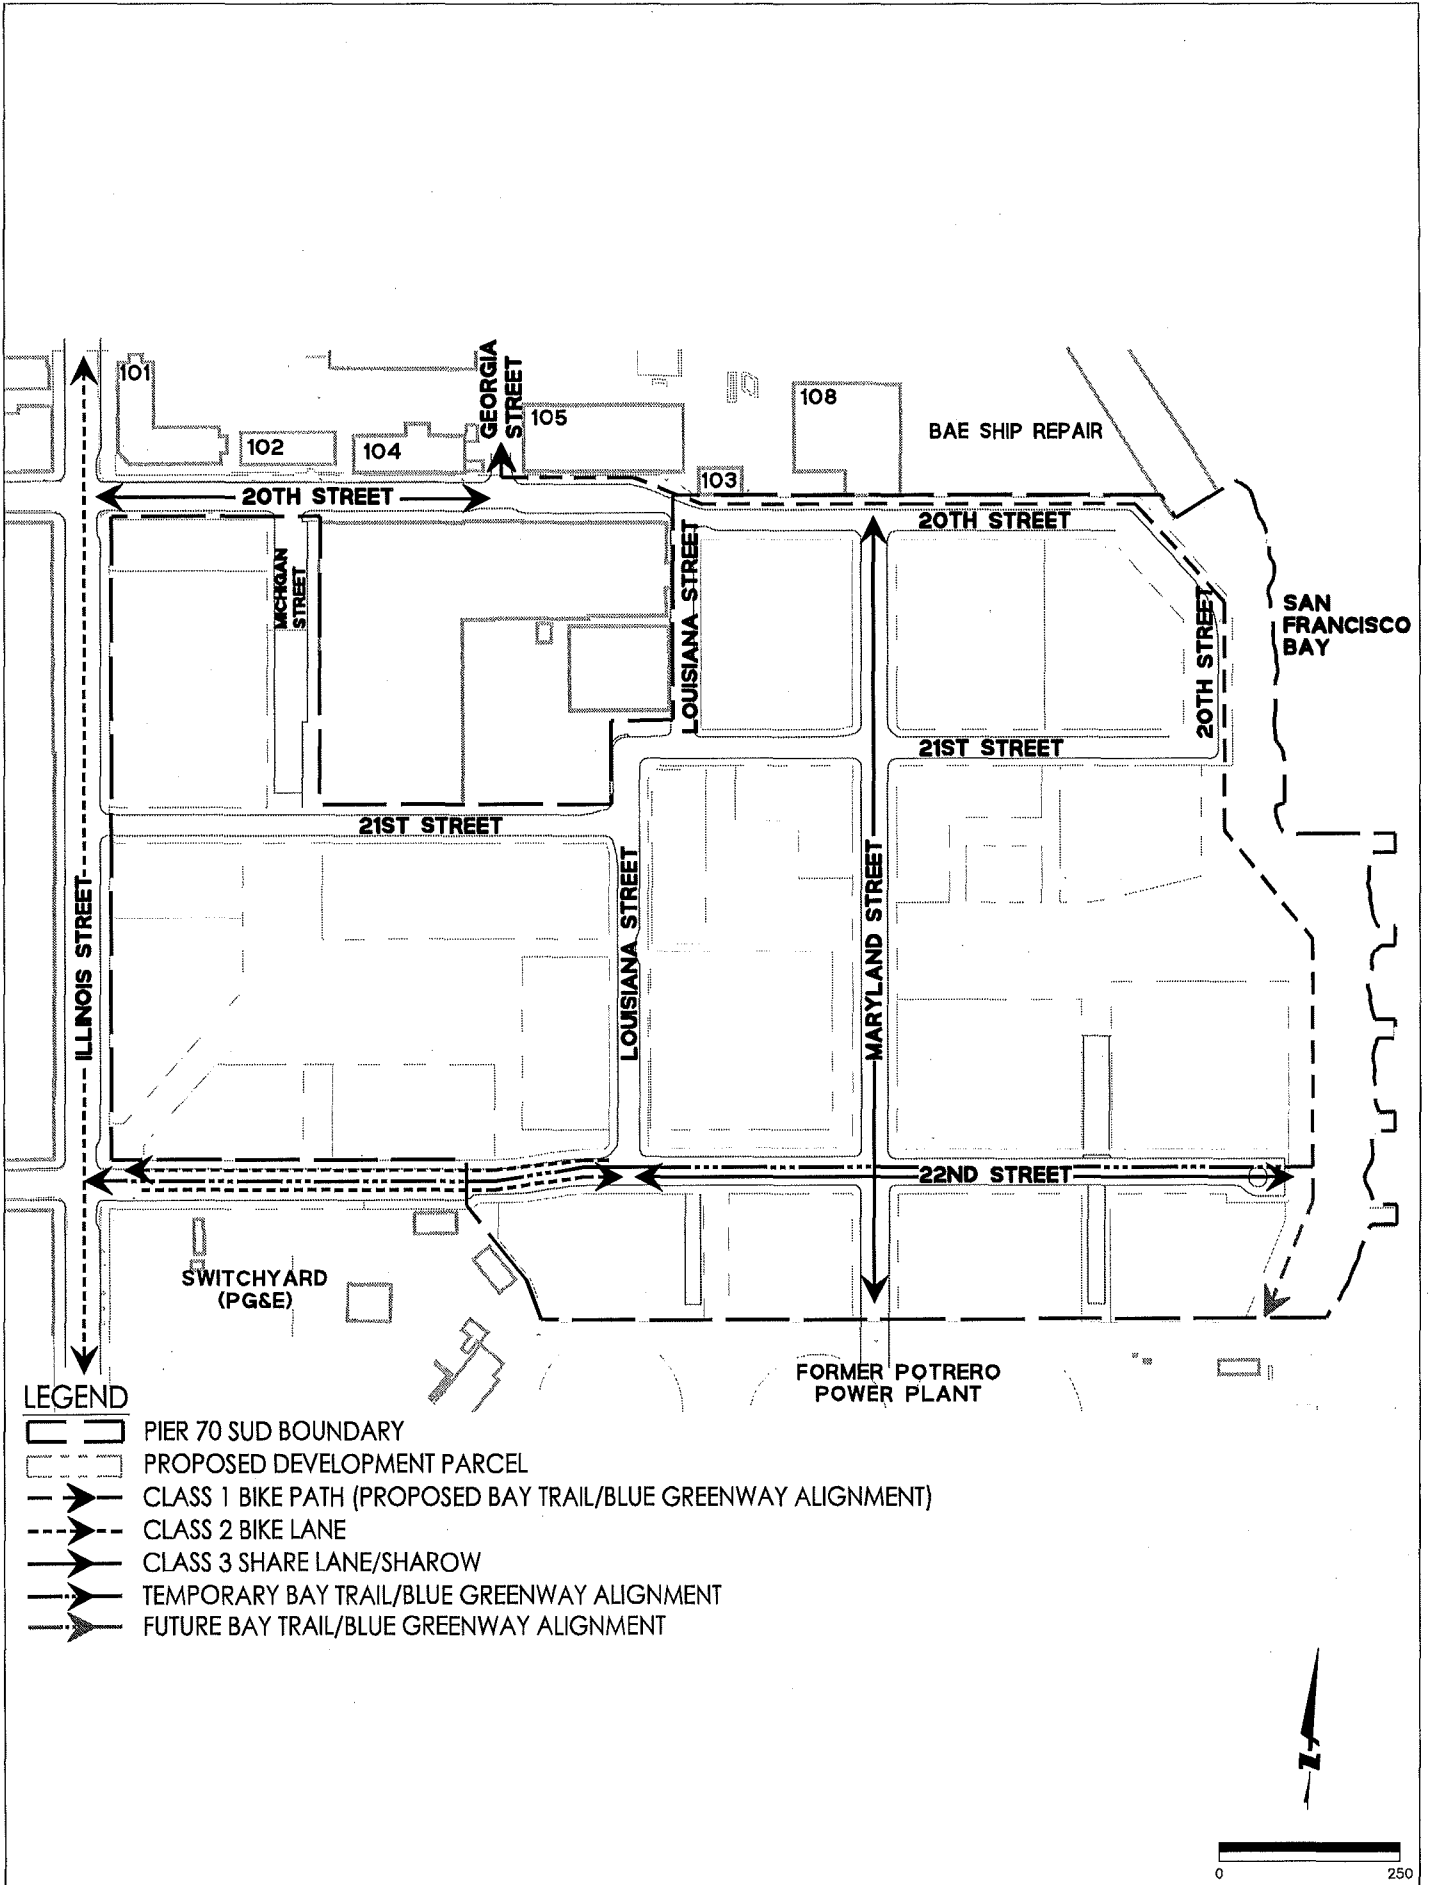 101
GEORGIA
STREET
105
108
BAE SHIP REPAIR
102
104
103
20TH STREET
20TH STREET
MICHIGAN
STREET
LOUISIANA STREET
20TH STREET
SAN
FRANCISCO
BAY
21ST STREET
21ST STREET
ILLINOIS STREET
LOUISIANA STREET
MARYLAND STREET
22ND STREET
SWITCHYARD
(PG&E)
FORMER POTRERO
POWER PLANT
LEGEND
PIER 70 SUD BOUNDARY
PROPOSED DEVELOPMENT PARCEL
CLASS 1 BIKE PATH (PROPOSED BAY TRAIL/BLUE GREENWAY ALIGNMENT)
CLASS 2 BIKE LANE
CLASS 3 SHARE LANE/SHAROW
TEMPORARY BAY TRAIL/BLUE GREENWAY ALIGNMENT
FUTURE BAY TRAIL/BLUE GREENWAY ALIGNMENT
N
0 250